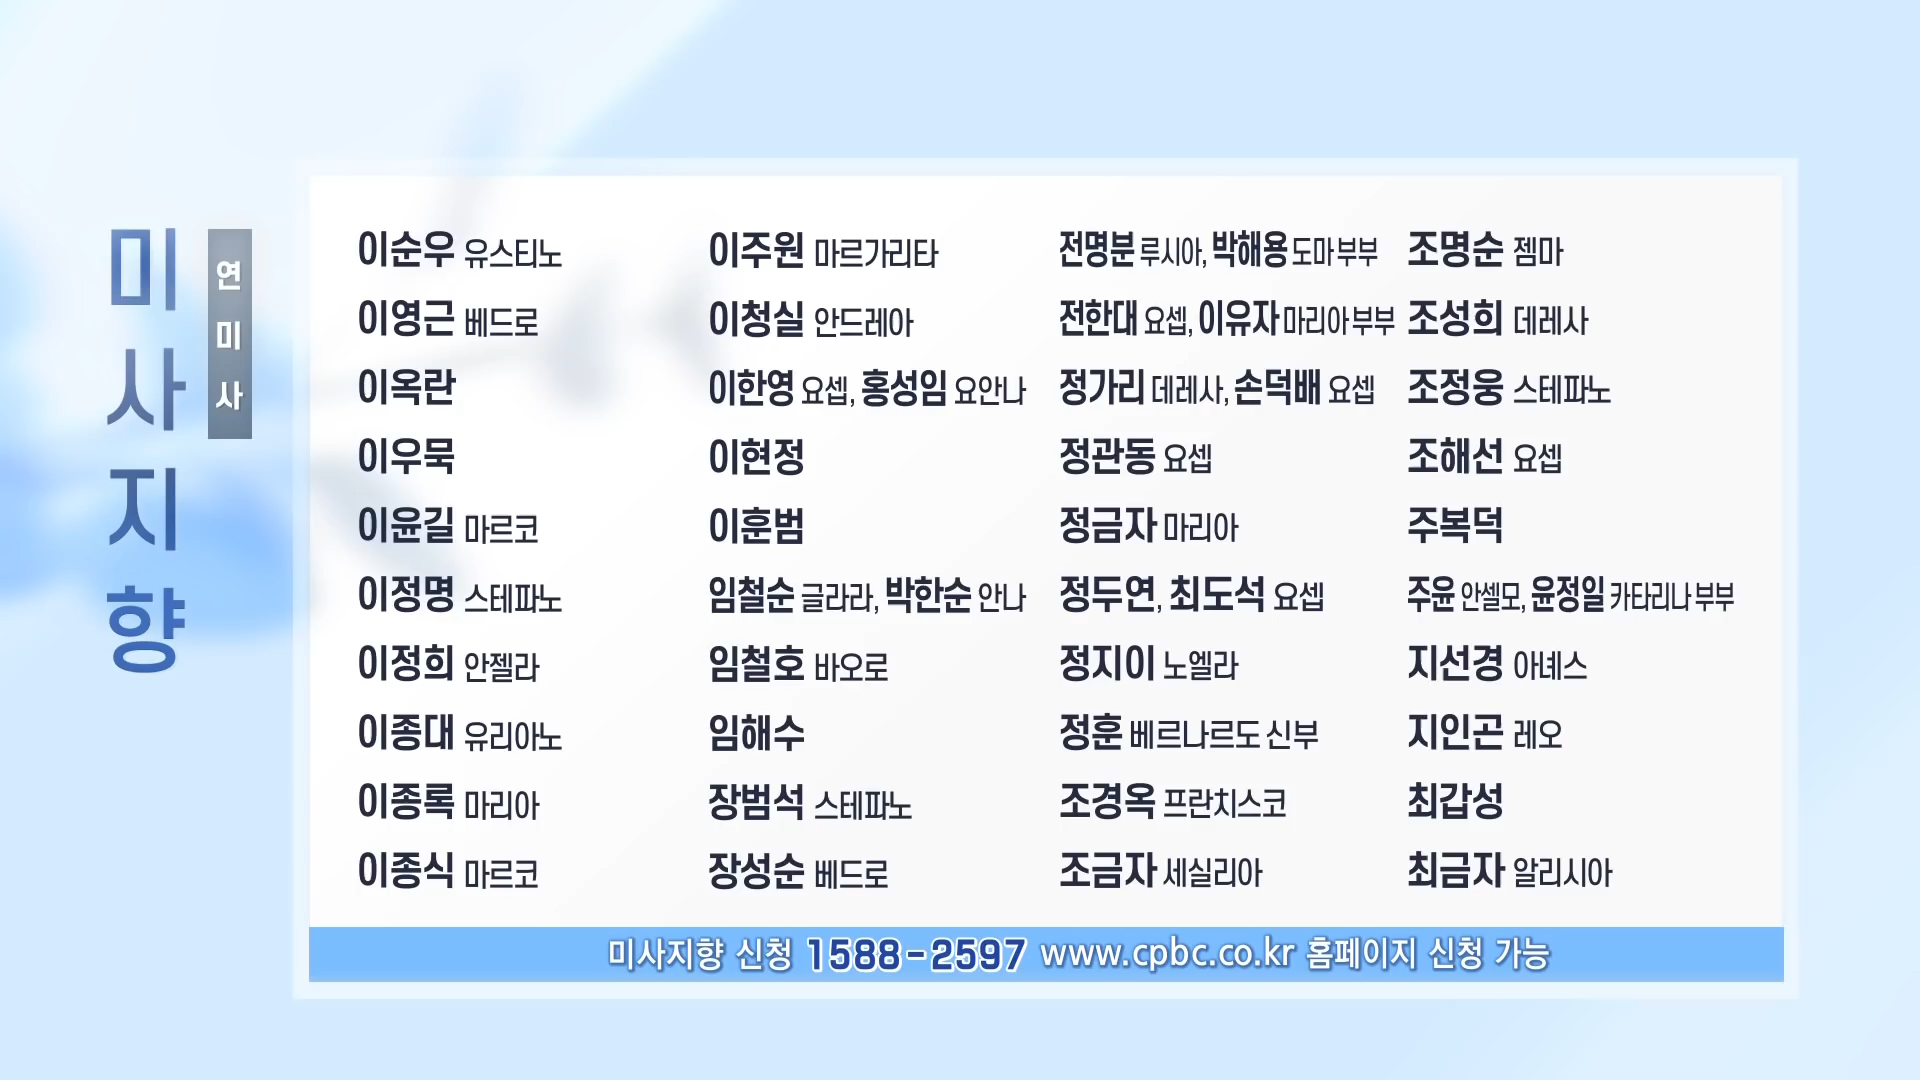 미사지향
연미사
이순우 유스티노
이영근 베드로
이옥란
이우묵
이윤길 마르코
이정명 스테파노
이정희 안젤라
이종대 유리아노
이종록 마리아
이종식 마르코
이주원 마르가리타
이청실 안드레아
이한영 요셉, 홍성임 요안나
이현정
이훈범
임철순 글라라, 박한순 안나
임철호 바오로
임해수
장범석 스테파노
장성순 베드로
전명분 루시아, 박해용 도마 부부
전한대 요셉, 이유자 마리아 부부
정가리 데레사, 손덕배 요셉
정관동 요셉
정금자 마리아
정두연, 최도석 요셉
정지이 노엘라
정훈 베르나르도 신부
조경옥 프란치스코
조금자 세실리아
조명순 젬마
조성희 데레사
조정웅 스테파노
조해선 요셉
주복덕
주윤 안셀모, 윤정일 카타리나 부부
지선경 아녜스
지인곤 레오
최갑성
최금자 알리시아
미사지향 신청 1588-2597 www.cpbc.co.kr 홈페이지 신청 가능